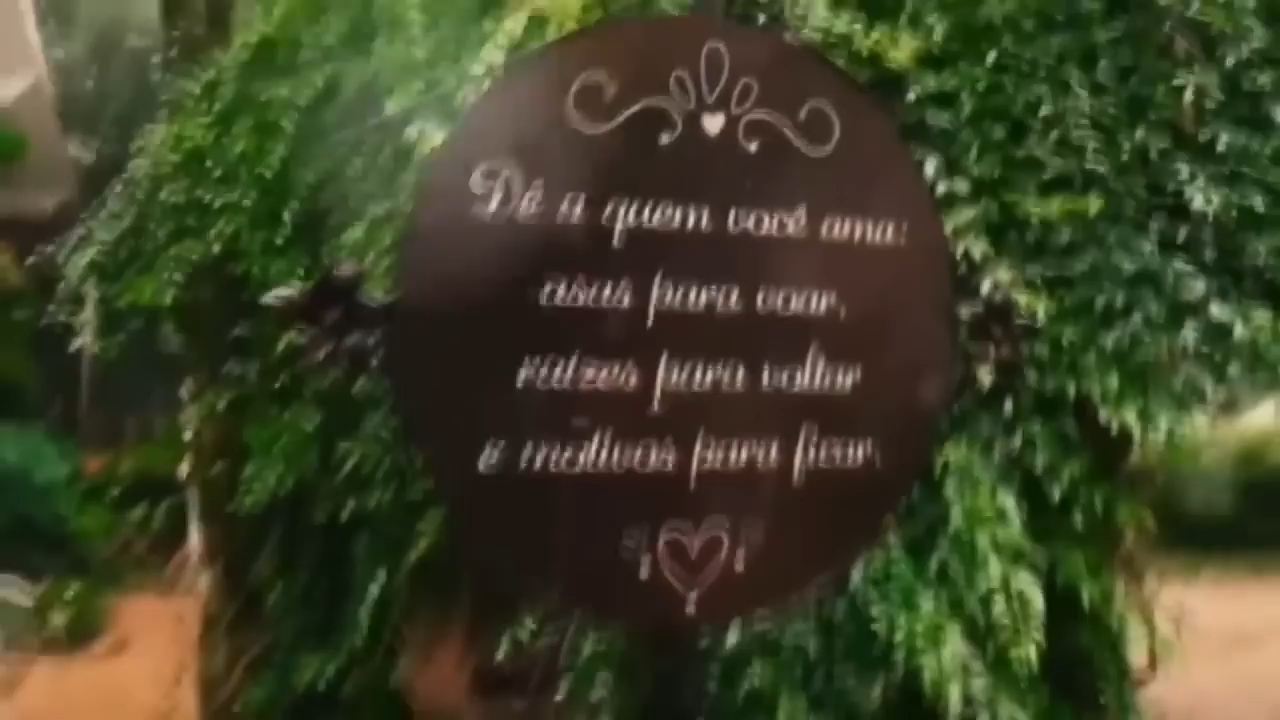 Dê a quem você ama:
asas para voar,
raízes para voltar
e motivos para ficar.